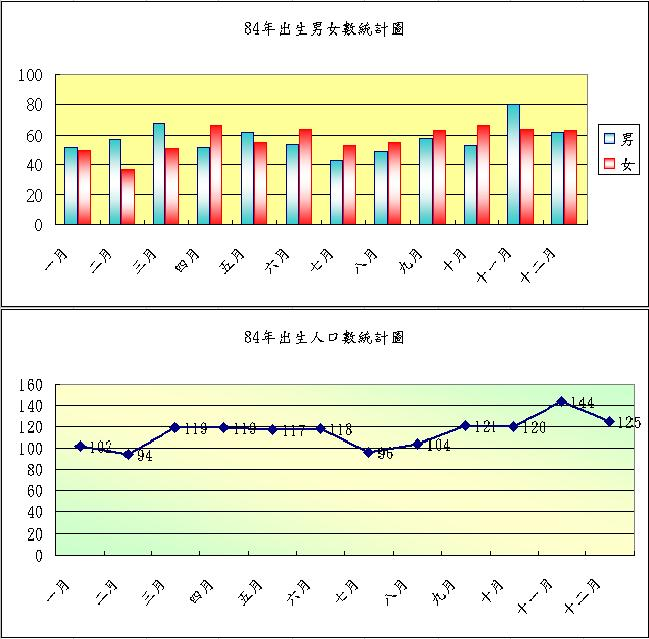 84年出生男女數統計圖
100
80
60
40
20
0
男
女
一月 二月 三月 四月 五月 六月 七月 八月 九月 十月 十一月 十二月
84年出生人口數統計圖
160
140
120
100
80
60
40
20
0
102 94 119 118 117 118 96 104 121 120 144 125
一月 二月 三月 四月 五月 六月 七月 八月 九月 十月 十一月 十二月